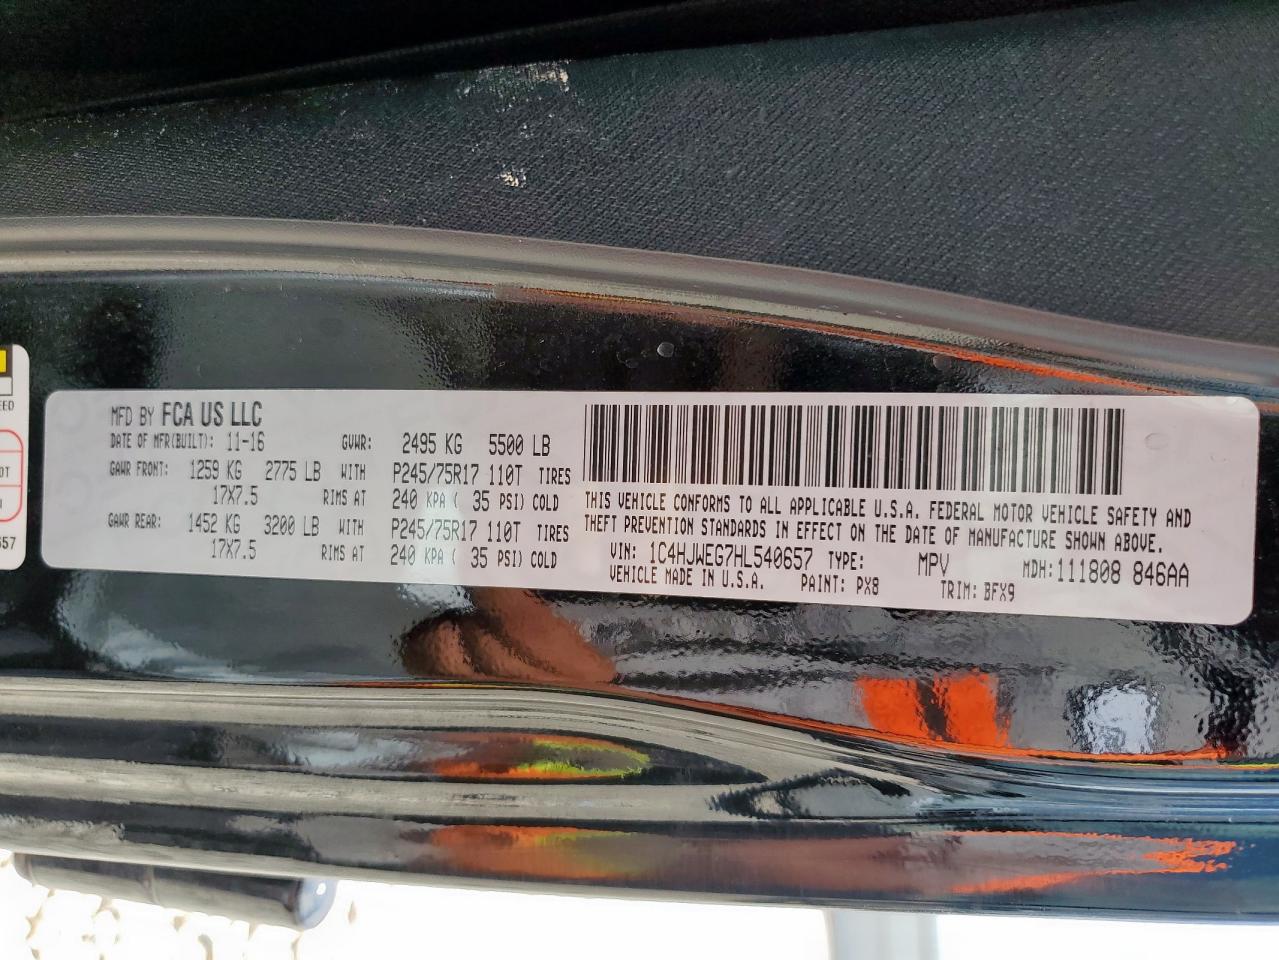 MFD BY FCA US LLC
DATE OF MFR(BUILT): 11-16 GVWR: 2495 KG 5500 LB
GAWR FRONT: 1259 KG 2775 LB WITH P245/75R17 110T TIRES
17X7.5 RIMS AT 240 KPA ( 35 PSI) COLD
GAWR REAR: 1452 KG 3200 LB WITH P245/75R17 110T TIRES
17X7.5 RIMS AT 240 KPA ( 35 PSI) COLD
THIS VEHICLE CONFORMS TO ALL APPLICABLE U.S.A. FEDERAL MOTOR VEHICLE SAFETY AND
THEFT PREVENTION STANDARDS IN EFFECT ON THE DATE OF MANUFACTURE SHOWN ABOVE.
VIN: 1C4HJWEG7HL540657 TYPE: MPV MDH:111808 846AA
VEHICLE MADE IN U.S.A. PAINT: PX8 TRIM: BFX9